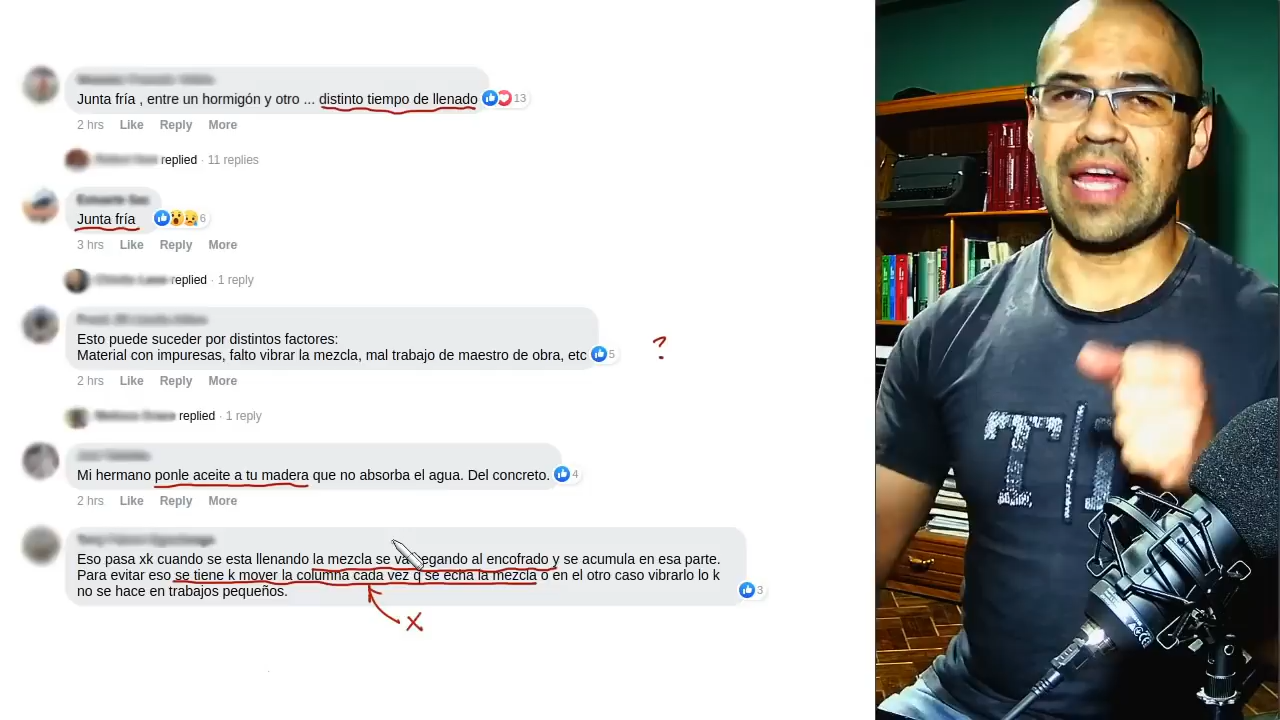 Junta fría , entre un hormigón y otro ... distinto tiempo de llenado 13
2 hrs Like Reply More
replied · 11 replies
Junta fría 6
3 hrs Like Reply More
replied · 1 reply
Esto puede suceder por distintos factores:
Material con impuresas, falto vibrar la mezcla, mal trabajo de maestro de obra, etc 5
?
2 hrs Like Reply More
replied · 1 reply
Mi hermano ponle aceite a tu madera que no absorba el agua. Del concreto. 4
2 hrs Like Reply More
Eso pasa xk cuando se esta llenando la mezcla se va al encofrado y se acumula en esa parte.
Para evitar eso se tiene k mover la columna cada vez q se echa la mezcla o en el otro caso vibrarlo lo k
no se hace en trabajos pequeños. 3
X